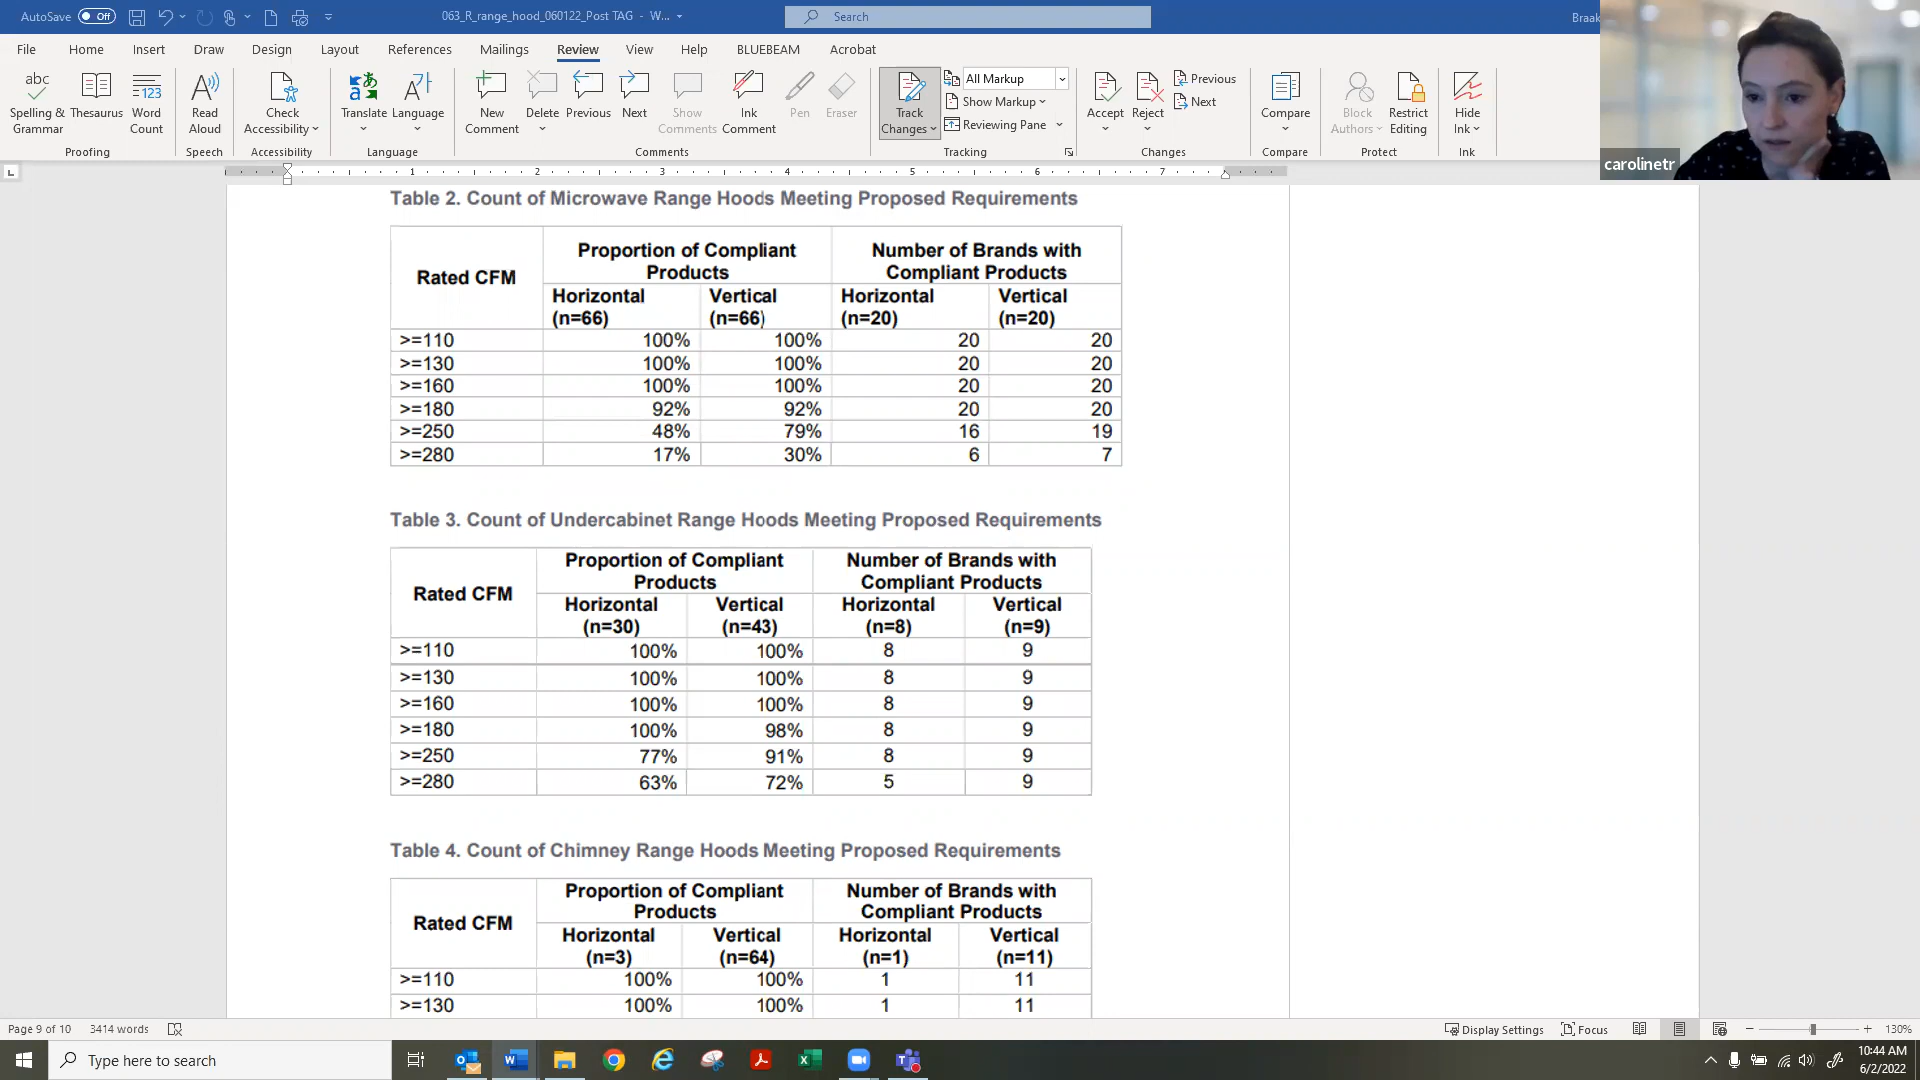 AutoSave Off 063_R_range_hood_060122_Post TAG - W... Search Braak
File Home Insert Draw Design Layout References Mailings Review View Help BLUEBEAM Acrobat
abc 123 A
Spelling & Grammar Thesaurus Word Count Read Aloud Check Accessibility Translate Language New Comment Delete Previous Next Show Comments Ink Comment Pen Eraser Track Changes All Markup Show Markup Reviewing Pane Accept Reject Previous Next Compare Block Authors Restrict Editing Hide Ink
Proofing Speech Accessibility Language Comments Tracking Changes Compare Protect Ink
carolinetr
1 2 3 4 5 6 7
Table 2. Count of Microwave Range Hoods Meeting Proposed Requirements
Rated CFM Proportion of Compliant Products Number of Brands with Compliant Products
Horizontal (n=66) Vertical (n=66) Horizontal (n=20) Vertical (n=20)
>=110 100% 100% 20 20
>=130 100% 100% 20 20
>=160 100% 100% 20 20
>=180 92% 92% 20 20
>=250 48% 79% 16 19
>=280 17% 30% 6 7
Table 3. Count of Undercabinet Range Hoods Meeting Proposed Requirements
Rated CFM Proportion of Compliant Products Number of Brands with Compliant Products
Horizontal (n=30) Vertical (n=43) Horizontal (n=8) Vertical (n=9)
>=110 100% 100% 8 9
>=130 100% 100% 8 9
>=160 100% 100% 8 9
>=180 100% 98% 8 9
>=250 77% 91% 8 9
>=280 63% 72% 5 9
Table 4. Count of Chimney Range Hoods Meeting Proposed Requirements
Rated CFM Proportion of Compliant Products Number of Brands with Compliant Products
Horizontal (n=3) Vertical (n=64) Horizontal (n=1) Vertical (n=11)
>=110 100% 100% 1 11
>=130 100% 100% 1 11
Page 9 of 10 3414 words Display Settings Focus 130%
Type here to search 10:44 AM
6/2/2022